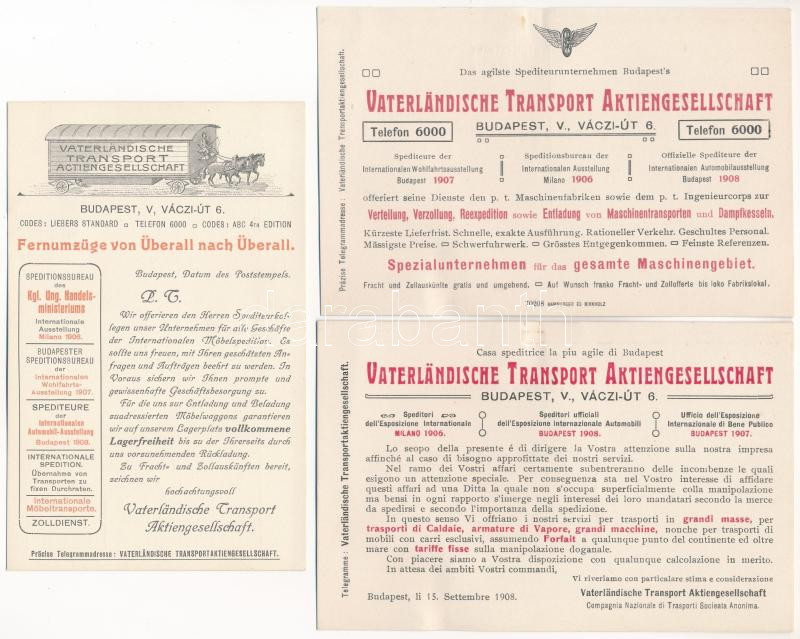 VATERLÄNDISCHE
TRANSPORT
AKTIENGESELLSCHAFT
BUDAPEST, V, VÁCZI-ÚT 6.
CODES: LIEBERS STANDARD □ TELEFON 6000 □ CODES: ABC 4TH EDITION
Fernumzüge von Überall nach Überall.
SPEDITIONSBUREAU
des
Kgl. Ung. Handels-
ministeriums
Internationale
Ausstellung
Milano 1906.
BUDAPESTER
SPEDITIONSBUREAU
der
Internationalen
Wohlfahrts-
Ausstellung 1907.
SPEDITEURE
der
Internationalen
Automobil-Ausstellung
Budapest 1908.
INTERNATIONALE
SPEDITION.
Übernahme von
Transporten zu
fixen Durchraten.
Internationale
Möbeltransporte.
ZOLLDIENST.
Budapest, Datum des Poststempels.
P. T.
Wir offerieren den Herren Spediteurkol-
legen unser Unternehmen für alle Geschäfte
der Internationalen Möbelspedition. Es
sollte uns freuen, mit Ihren geschätzten An-
fragen und Aufträgen beehrt zu werden. In
Voraus sichern wir Ihnen prompte und
gewissenhafte Geschäftsbesorgung zu.
Für die uns zur Entladung und Beladung
zuadressierten Möbelwaggons garantieren
wir auf unserem Lagerplatz vollkommene
Lagerfreiheit bis zu der Ihrerseits durch
uns vorzunehmenden Rückladung.
Zu Fracht- und Zollauskünften bereit,
zeichnen wir
hochachtungsvoll
Vaterländische Transport
Aktiengesellschaft.
Präcise Telegrammadresse: VATERLÄNDISCHE TRANSPORTAKTIENGESELLSCHAFT.
Präzise Telegrammadresse: Vaterländische Transportaktiengesellschaft.
Das agilste Spediteurunternehmen Budapest's
VATERLÄNDISCHE TRANSPORT AKTIENGESELLSCHAFT
Telefon 6000
BUDAPEST, V., VÁCZI-ÚT 6.
Telefon 6000
Spediteure der
Internationalen Wohlfahrtsausstellung
Budapest 1907
Speditionsbureau der
Internationalen Ausstellung
Milano 1906
Offizielle Spediteure der
Internationalen Automobilausstellung
Budapest 1908
offeriert seine Dienste den p. t. Maschinenfabriken sowie dem p. t. Ingenieurcorps zur
Verteilung, Verzollung, Reexpedition sowie Entladung von Maschinentransporten und Dampfkesseln.
Kürzeste Lieferfrist. Schnelle, exakte Ausführung. Rationeller Verkehr. Geschultes Personal.
Mässigste Preise. ▭ Schwerfuhrwerk. ▭ Grösstes Entgegenkommen. ▭ Feinste Referenzen.
Spezialunternehmen für das gesamte Maschinengebiet.
Fracht und Zollauskünfte gratis und umgehend. ▭ Auf Wunsch franko Fracht- und Zollofferte bis loko Fabrikslokal.
Telegramme: Vaterländische Transportaktiengesellschaft.
Casa speditrice la piu agile di Budapest
VATERLÄNDISCHE TRANSPORT AKTIENGESELLSCHAFT
BUDAPEST, V., VÁCZI-ÚT 6.
Speditori
dell'Esposizione Internationale
MILANO 1906.
Speditori ufficiali
dell'Esposizione Internazionale Automobili
BUDAPEST 1908.
Ufficio dell'Esposizione
Internazionale di Bene Publico
BUDAPEST 1907.
Lo scopo della presente é di dirigere la Vostra attenzione sulla nostra impresa
affinché al caso di bisogno approfittate dei nostri servigi.
Nel ramo dei Vostri affari certamente subentreranno delle incombenze le quali
esigono un attenzione speciale. Per conseguenza sta nel Vostro interesse di affidare
questi affari ad una Ditta la quale non s'occupa superficialmente colla manipolazione
ma bensi in ogni rapporto s'imerge negli interessi dei loro mandatari secondo la merce
da spedirsi e secondo l'importanza della spedizione.
In questo senso Vi offriano i nostri servizi per trasporti in grandi masse, per
trasporti di Caldaie, armature di Vapore, grandi macchine, nonche per trasporti di
mobili con carri esclusivi, assumendo Forfait a qualunque punto del continente ed oltre
mare con tariffe fisse sulla manipolazione doganale.
Con piacere siamo a Vostra dispozizione con qualunque calcolazione in merito.
In attesa dei ambiti Vostri commandi,
Vi riveriamo con particolare stima e considerazione
Budapest, li 15. Settembre 1908.
Vaterländische Transport Aktiengesellschaft
Compagnia Nazionale di Trasporti Societata Anonima.
darabanth